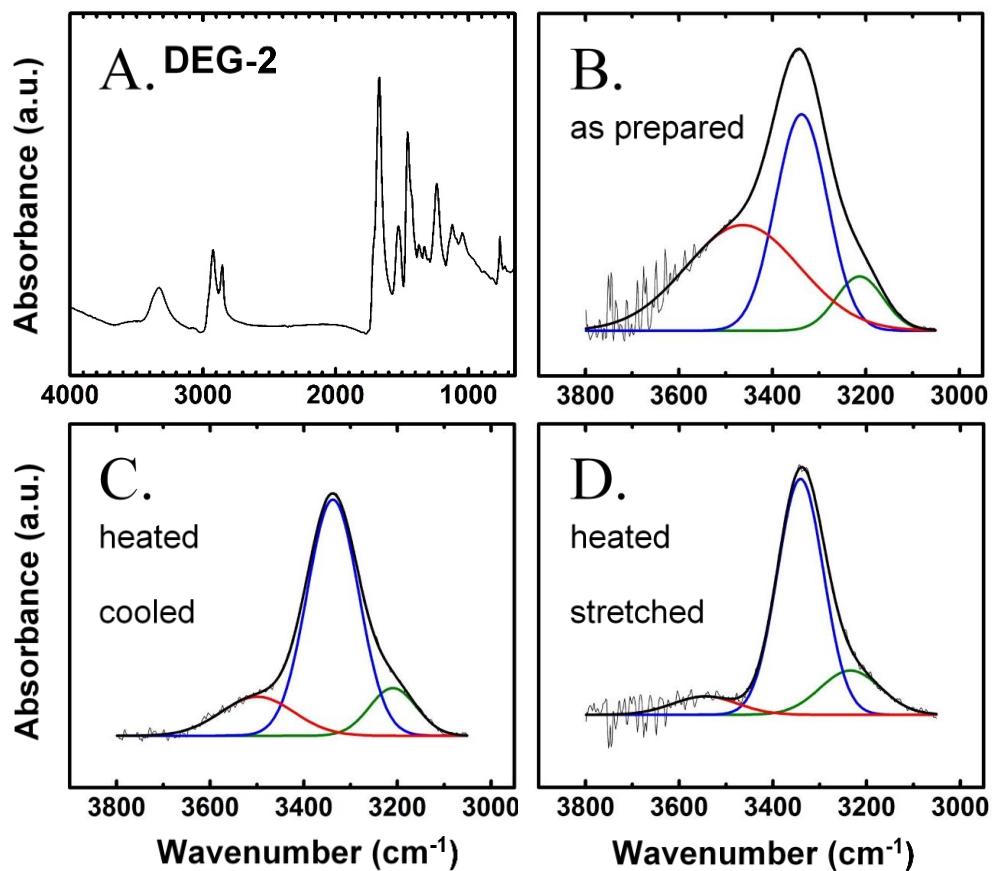 A. DEG-2
Absorbance (a.u.)
4000 3000 2000 1000
B.
as prepared
3800 3600 3400 3200 3000
C.
heated
cooled
Absorbance (a.u.)
3800 3600 3400 3200 3000
Wavenumber (cm-1)
D.
heated
stretched
3800 3600 3400 3200 3000
Wavenumber (cm-1)